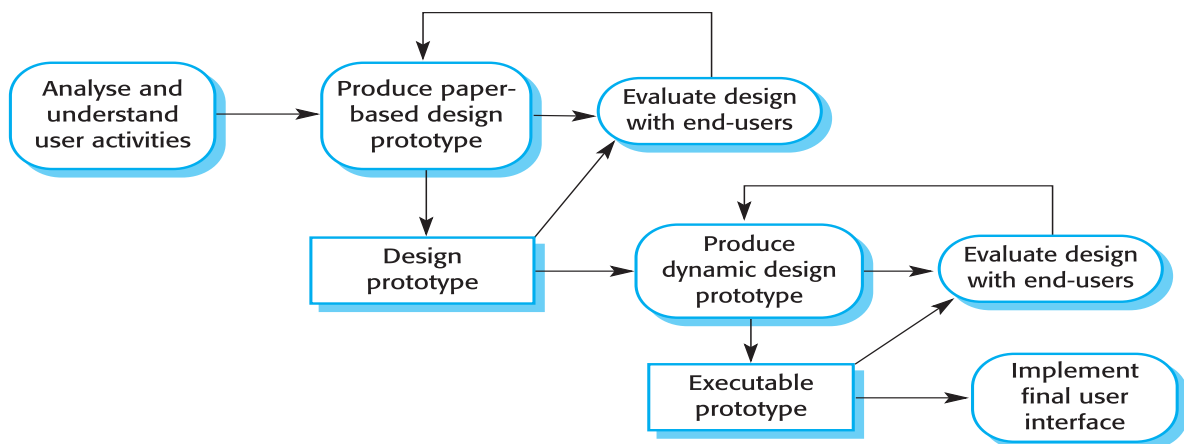 Analyse and
understand
user activities
Produce paper-
based design
prototype
Evaluate design
with end-users
Design
prototype
Produce
dynamic design
prototype
Evaluate design
with end-users
Executable
prototype
Implement
final user
interface